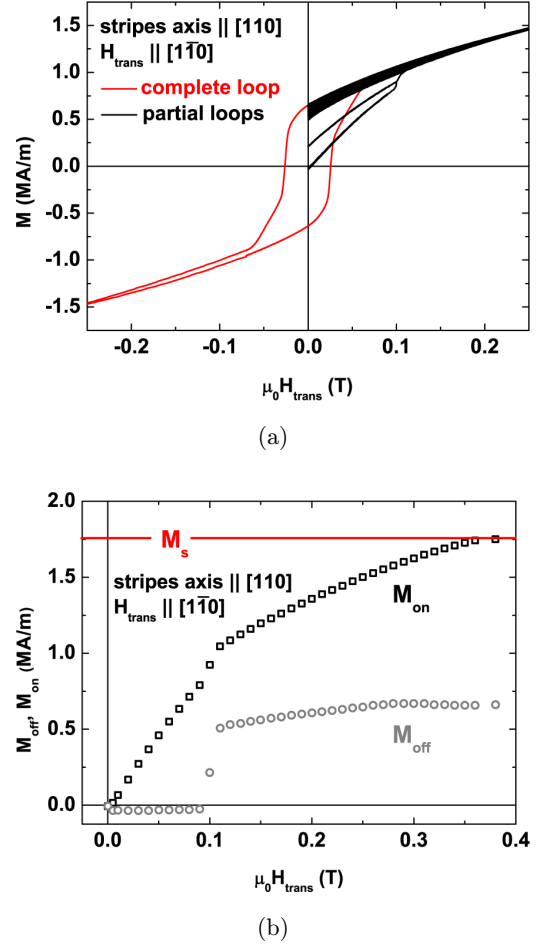 stripes axis || [110]
H_trans || [11̄0]
complete loop
partial loops
M (MA/m)
1.5
1.0
0.5
0.0
-0.5
-1.0
-1.5
-0.2 -0.1 0.0 0.1 0.2
μ₀H_trans (T)
(a)
M_off, M_on (MA/m)
2.0
1.5
1.0
0.5
0.0
M_s
stripes axis || [110]
H_trans || [11̄0]
M_on
M_off
0.0 0.1 0.2 0.3 0.4
μ₀H_trans (T)
(b)